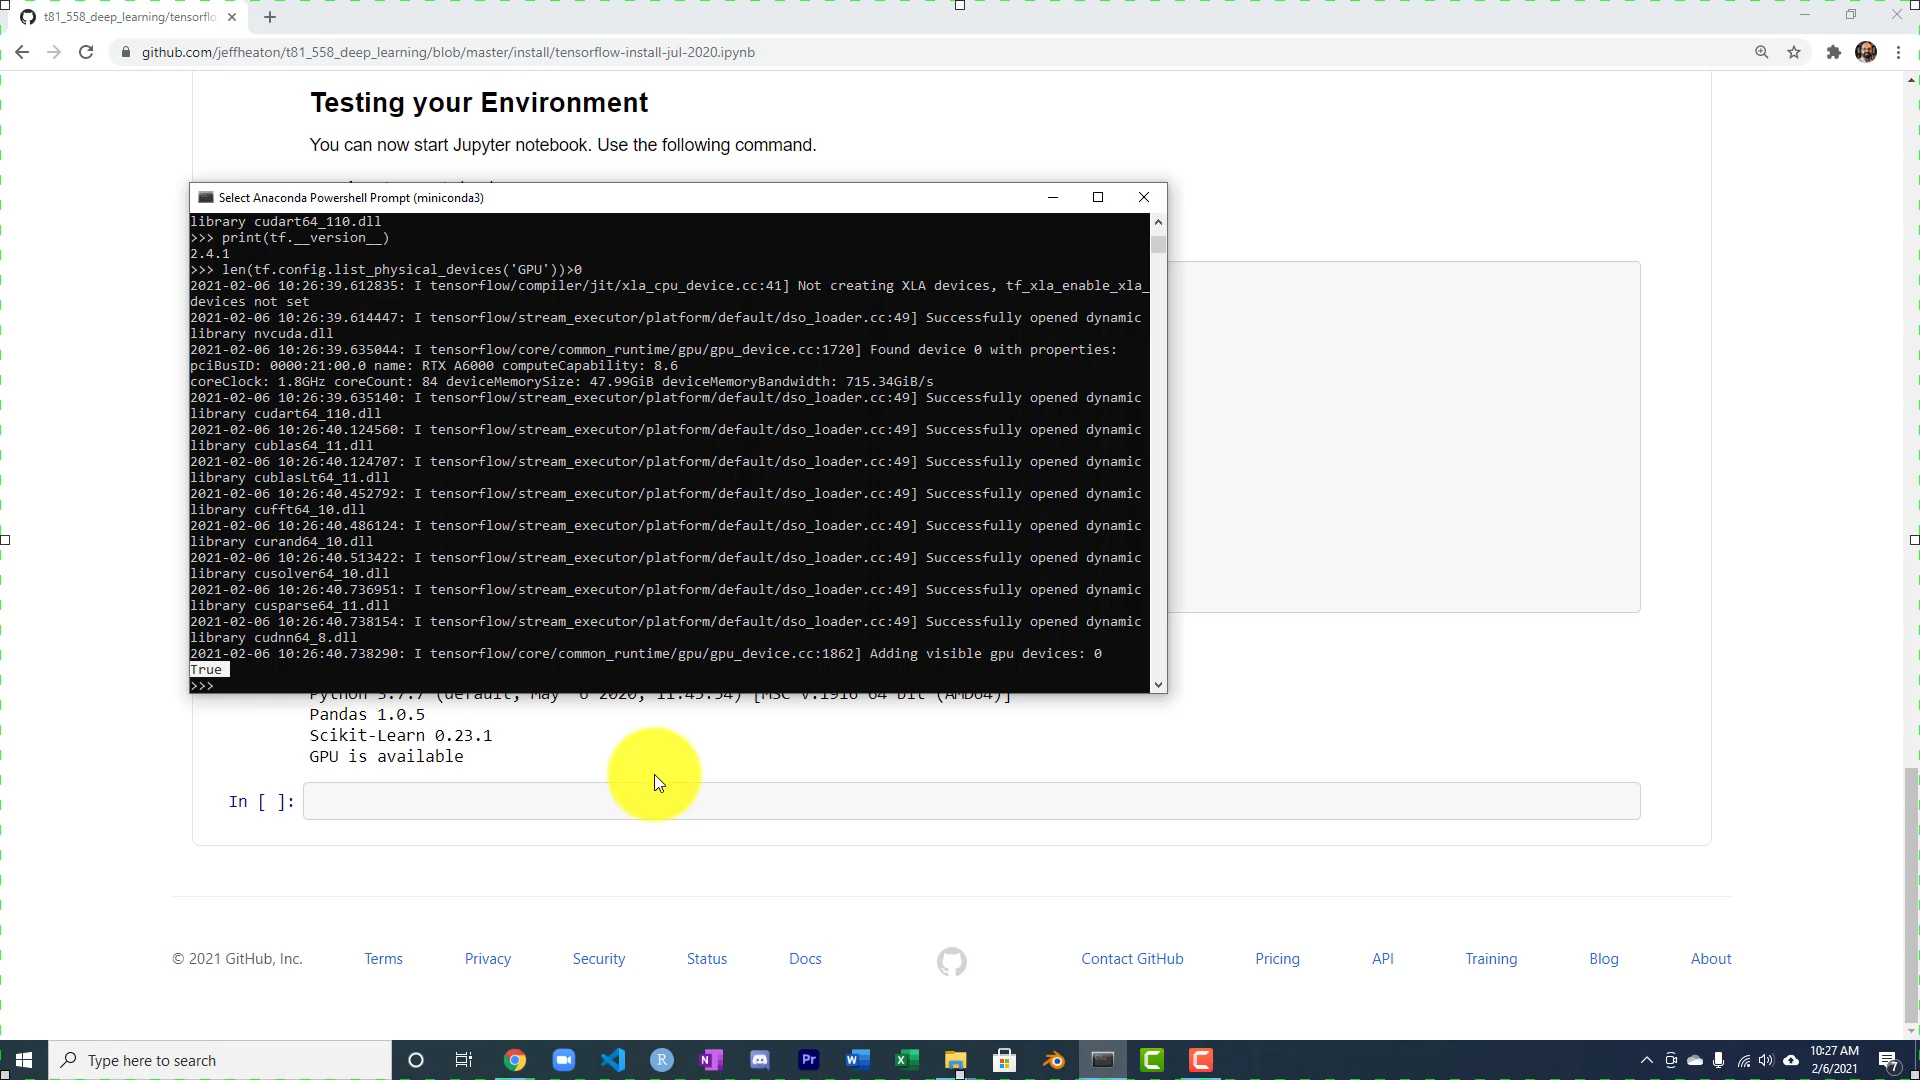 t81_558_deep_learning/tensorflo
github.com/jeffheaton/t81_558_deep_learning/blob/master/install/tensorflow-install-jul-2020.ipynb
Testing your Environment
You can now start Jupyter notebook. Use the following command.
Select Anaconda Powershell Prompt (miniconda3)
library cudart64_110.dll
>>> print(tf.__version__)
2.4.1
>>> len(tf.config.list_physical_devices('GPU'))>0
2021-02-06 10:26:39.612835: I tensorflow/compiler/jit/xla_cpu_device.cc:41] Not creating XLA devices, tf_xla_enable_xla_
devices not set
2021-02-06 10:26:39.614447: I tensorflow/stream_executor/platform/default/dso_loader.cc:49] Successfully opened dynamic
library nvcuda.dll
2021-02-06 10:26:39.635044: I tensorflow/core/common_runtime/gpu/gpu_device.cc:1720] Found device 0 with properties:
pciBusID: 0000:21:00.0 name: RTX A6000 computeCapability: 8.6
coreClock: 1.8GHz coreCount: 84 deviceMemorySize: 47.99GiB deviceMemoryBandwidth: 715.34GiB/s
2021-02-06 10:26:39.635140: I tensorflow/stream_executor/platform/default/dso_loader.cc:49] Successfully opened dynamic
library cudart64_110.dll
2021-02-06 10:26:40.124560: I tensorflow/stream_executor/platform/default/dso_loader.cc:49] Successfully opened dynamic
library cublas64_11.dll
2021-02-06 10:26:40.124707: I tensorflow/stream_executor/platform/default/dso_loader.cc:49] Successfully opened dynamic
library cublasLt64_11.dll
2021-02-06 10:26:40.452792: I tensorflow/stream_executor/platform/default/dso_loader.cc:49] Successfully opened dynamic
library cufft64_10.dll
2021-02-06 10:26:40.486124: I tensorflow/stream_executor/platform/default/dso_loader.cc:49] Successfully opened dynamic
library curand64_10.dll
2021-02-06 10:26:40.513422: I tensorflow/stream_executor/platform/default/dso_loader.cc:49] Successfully opened dynamic
library cusolver64_10.dll
2021-02-06 10:26:40.736951: I tensorflow/stream_executor/platform/default/dso_loader.cc:49] Successfully opened dynamic
library cusparse64_11.dll
2021-02-06 10:26:40.738154: I tensorflow/stream_executor/platform/default/dso_loader.cc:49] Successfully opened dynamic
library cudnn64_8.dll
2021-02-06 10:26:40.738290: I tensorflow/core/common_runtime/gpu/gpu_device.cc:1862] Adding visible gpu devices: 0
True
>>>
Python 3.7.7 (default, May 6 2020, 11:45:54) [MSC v.1916 64 bit (AMD64)]
Pandas 1.0.5
Scikit-Learn 0.23.1
GPU is available
In [ ]:
© 2021 GitHub, Inc. Terms Privacy Security Status Docs Contact GitHub Pricing API Training Blog About
Type here to search
10:27 AM
2/6/2021
7